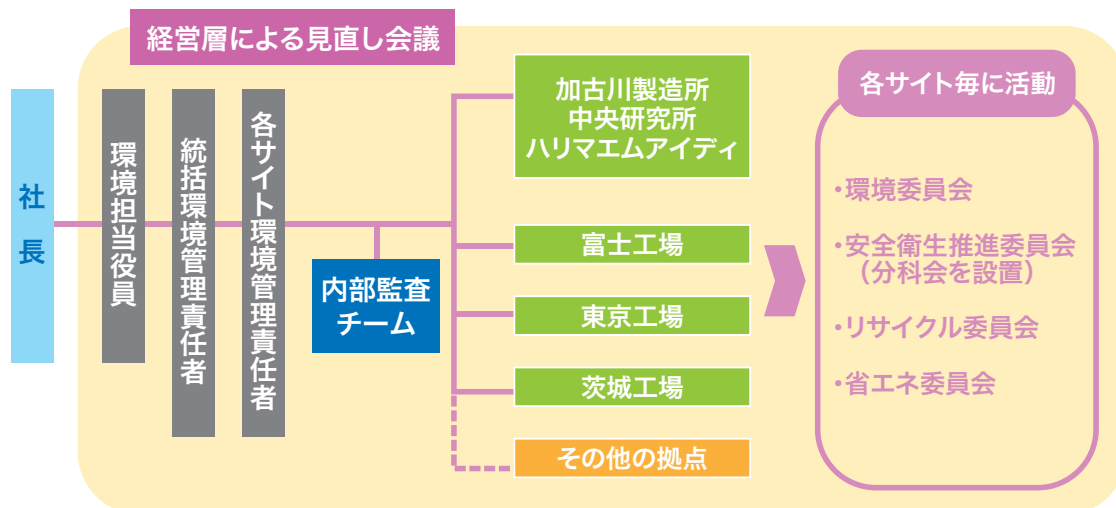 経営層による見直し会議
社長
環境担当役員
統括環境管理責任者
各サイト環境管理責任者
内部監査
チーム
加古川製造所
中央研究所
ハリマエムアイディ
富士工場
東京工場
茨城工場
その他の拠点
各サイト毎に活動
・環境委員会
・安全衛生推進委員会
（分科会を設置）
・リサイクル委員会
・省エネ委員会